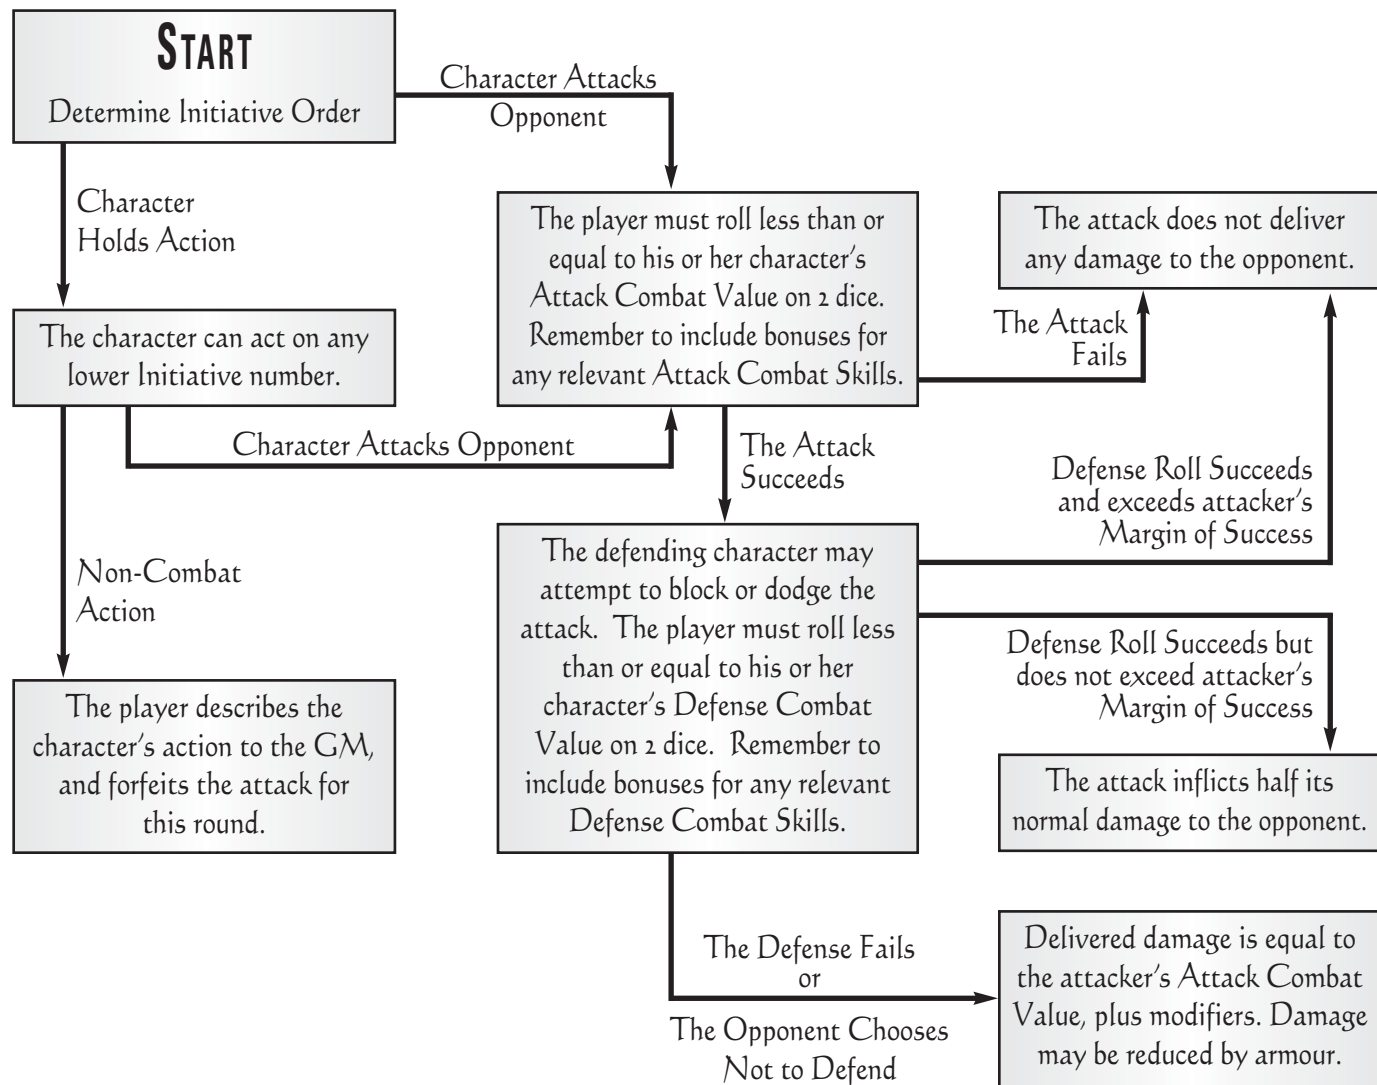 START
Determine Initiative Order
Character Attacks
Opponent
Character
Holds Action
The player must roll less than or
equal to his or her character's
Attack Combat Value on 2 dice.
Remember to include bonuses for
any relevant Attack Combat Skills.
The attack does not deliver
any damage to the opponent.
The Attack
Fails
The character can act on any
lower Initiative number.
Character Attacks Opponent
The Attack
Succeeds
Defense Roll Succeeds
and exceeds attacker's
Margin of Success
Non-Combat
Action
The defending character may
attempt to block or dodge the
attack. The player must roll less
than or equal to his or her
character's Defense Combat
Value on 2 dice. Remember to
include bonuses for any relevant
Defense Combat Skills.
Defense Roll Succeeds but
does not exceed attacker's
Margin of Success
The player describes the
character's action to the GM,
and forfeits the attack for
this round.
The attack inflicts half its
normal damage to the opponent.
The Defense Fails
or
The Opponent Chooses
Not to Defend
Delivered damage is equal to
the attacker's Attack Combat
Value, plus modifiers. Damage
may be reduced by armour.